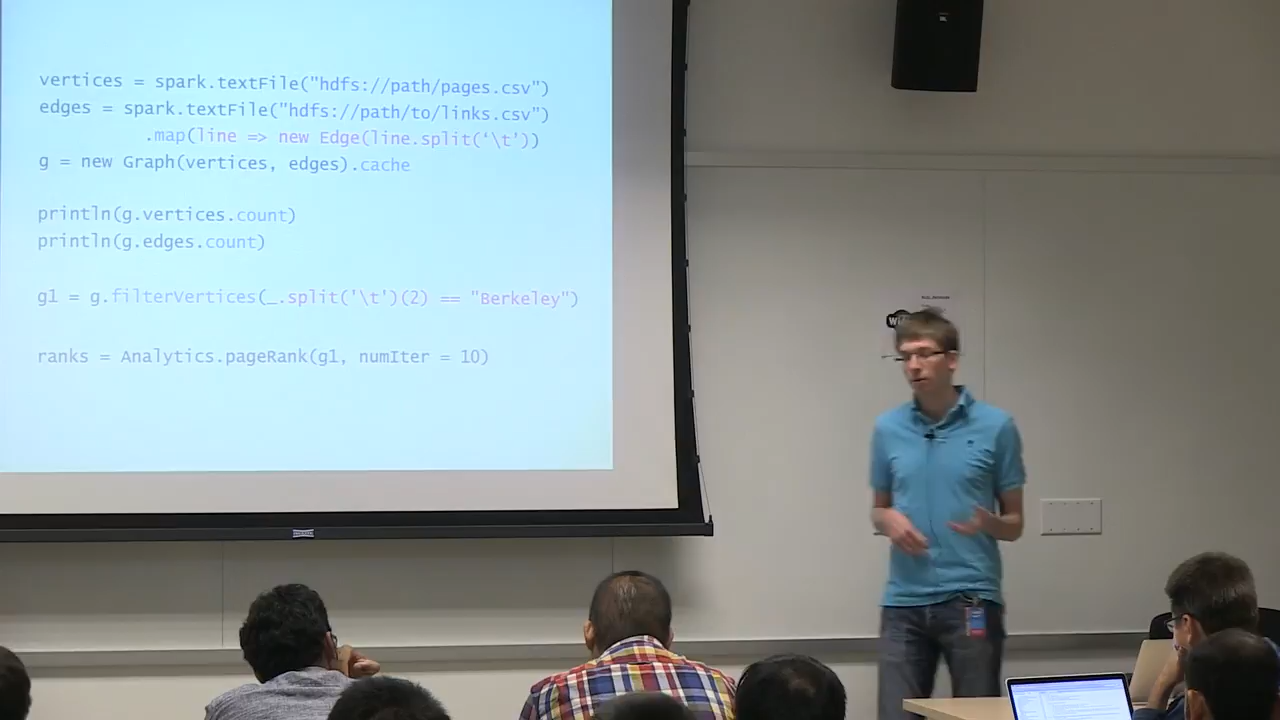 vertices = spark.textFile("hdfs://path/pages.csv")
edges = spark.textFile("hdfs://path/to/links.csv")
.map(line => new Edge(line.split('\t'))
g = new Graph(vertices, edges).cache
println(g.vertices.count)
println(g.edges.count)
g1 = g.filterVertices(_.split('\t')(2) == "Berkeley")
ranks = Analytics.pageRank(g1, numIter = 10)